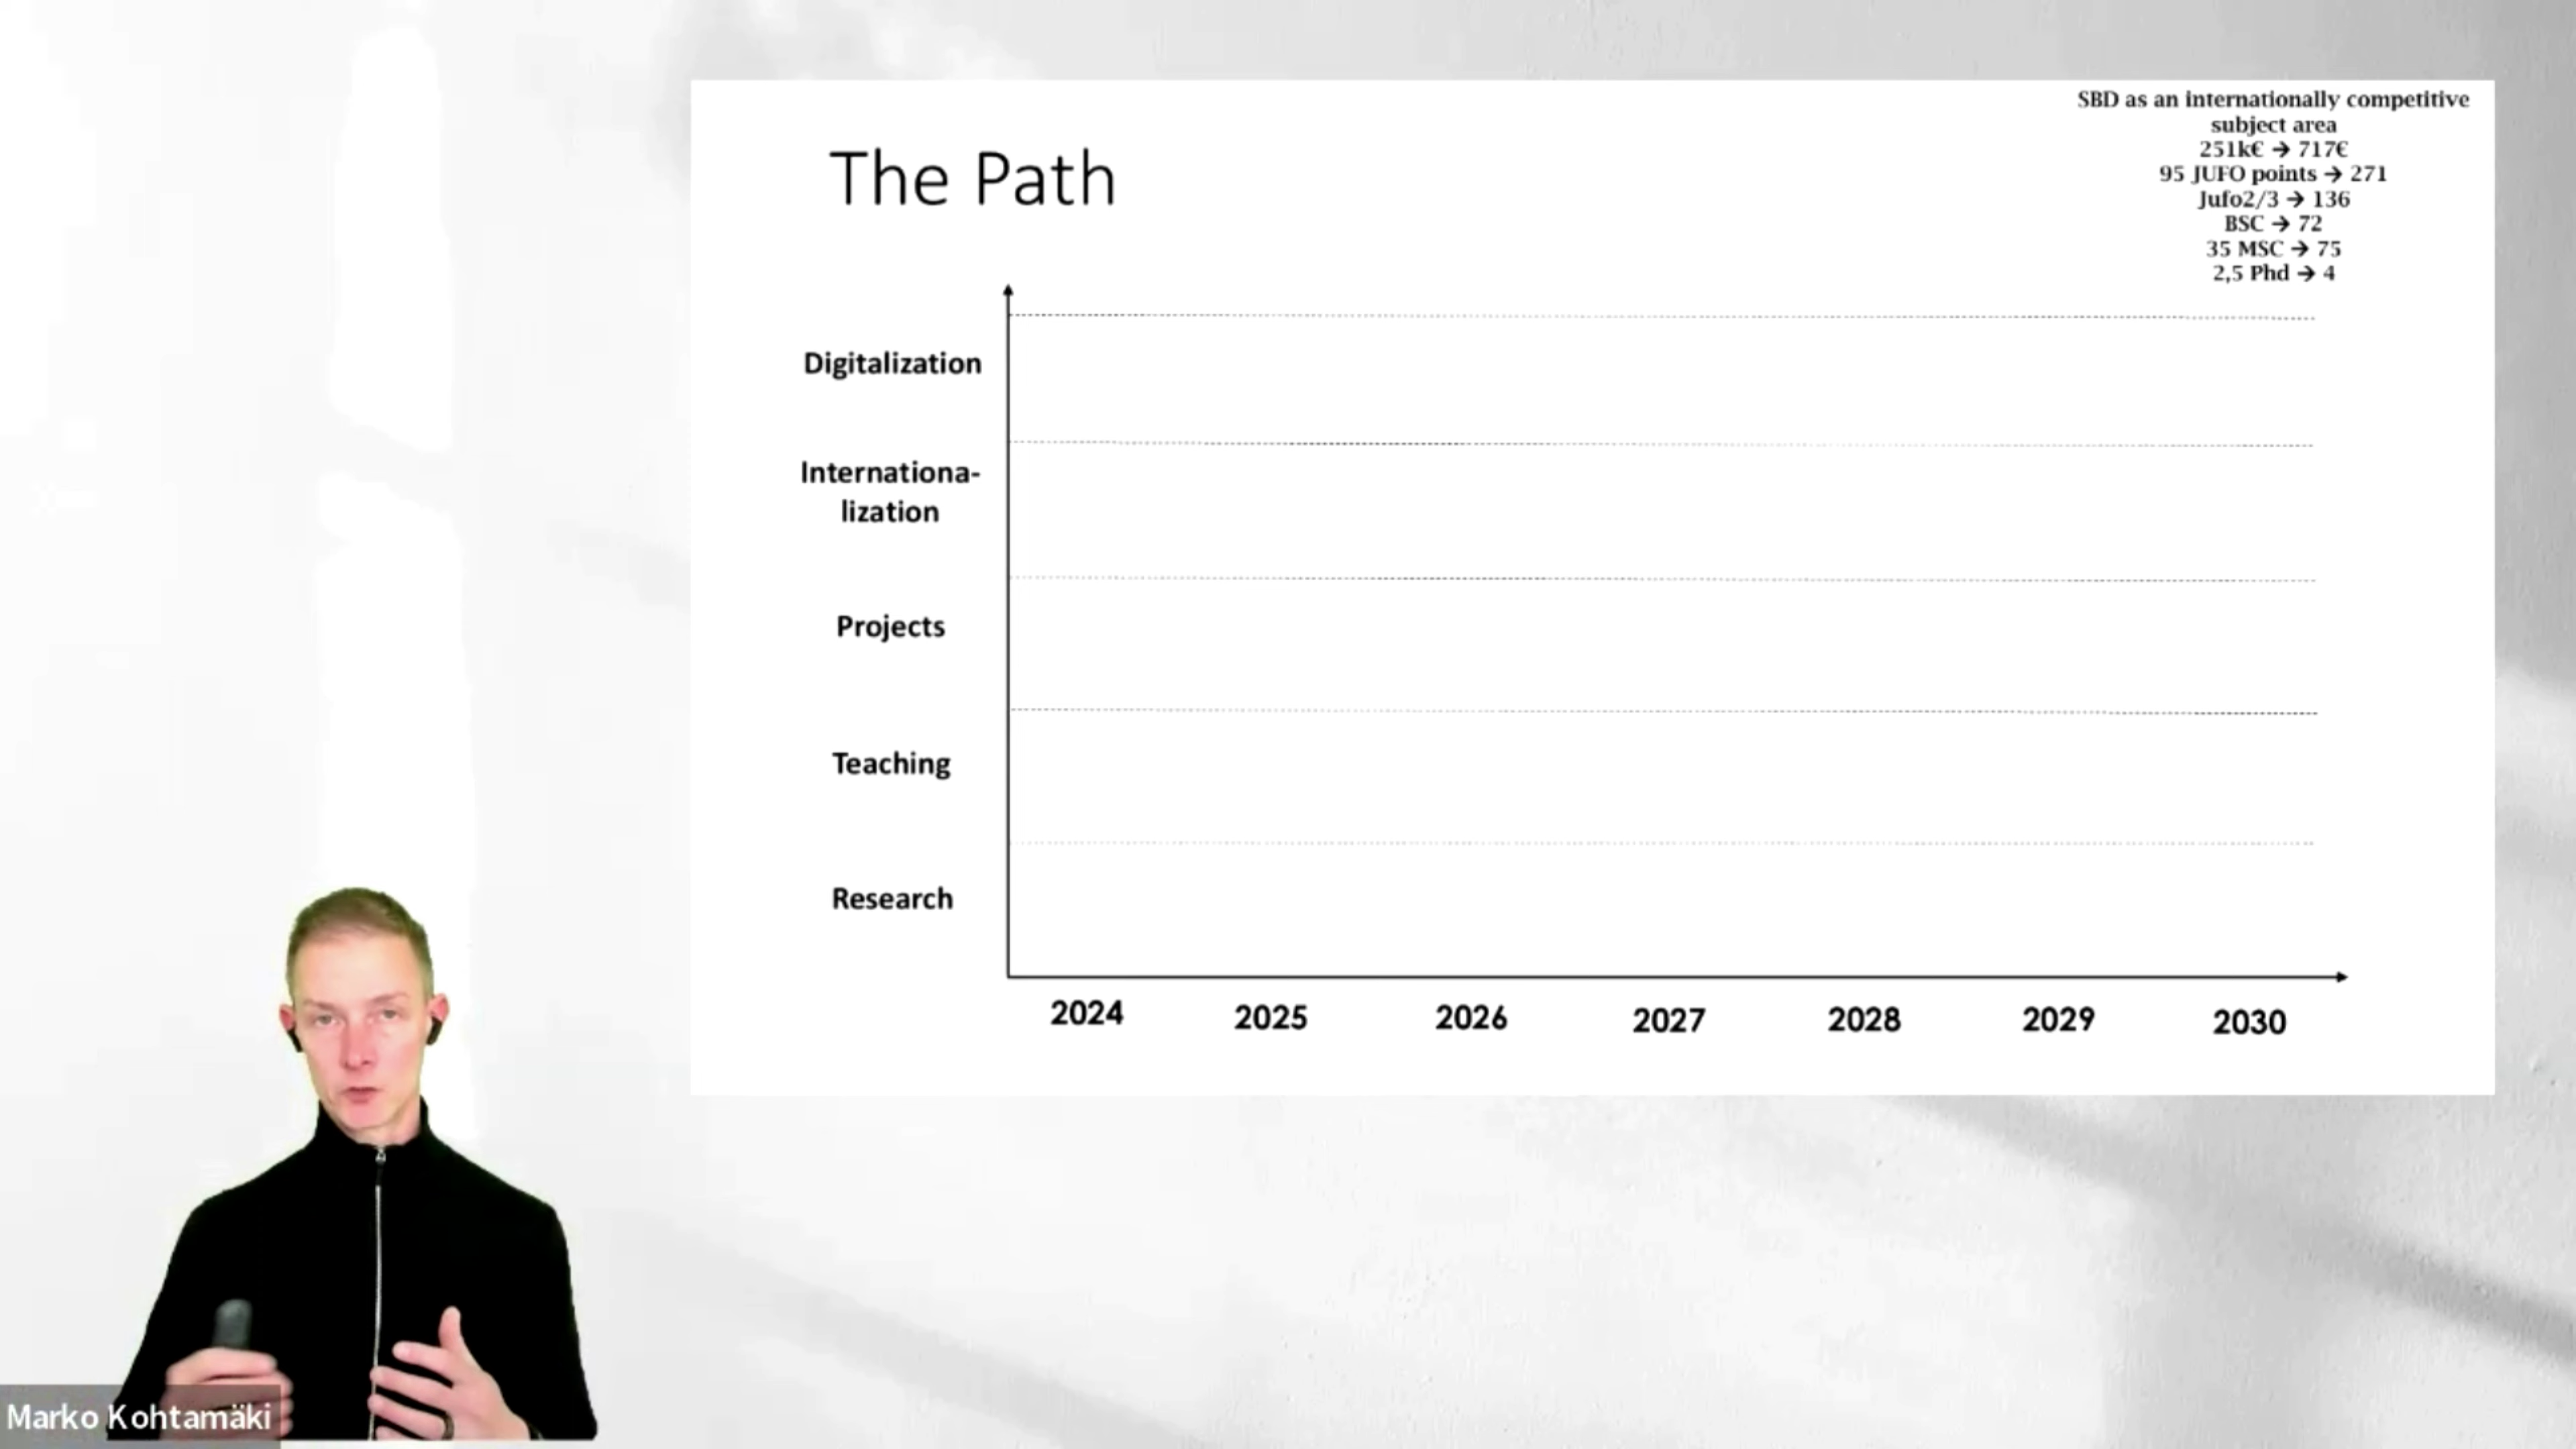 SBD as an internationally competitive
subject area
251k€ → 717€
95 JUFO points → 271
Jufo2/3 → 136
BSC → 72
35 MSC → 75
2,5 Phd → 4
The Path
Digitalization
Internationa-
lization
Projects
Teaching
Research
2024 2025 2026 2027 2028 2029 2030
Marko Kohtamäki